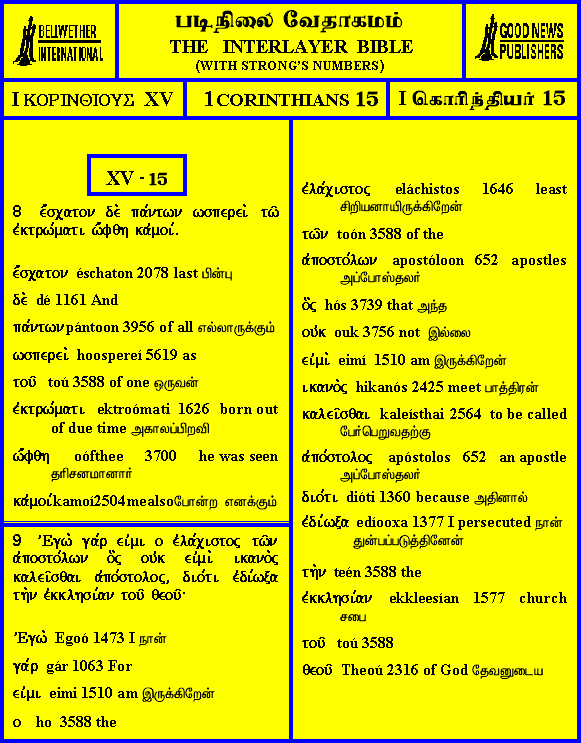 BELLWETHER
INTERNATIONAL
படிநிலை வேதாகமம்
THE INTERLAYER BIBLE
(WITH STRONG'S NUMBERS)
GOOD NEWS
PUBLISHERS
I ΚΟΡΙΝΘΙΟΥΣ XV
1 CORINTHIANS 15
I கொரிந்தியர் 15
XV - 15
8 ἔσχατον δὲ πάντων ωσπερεὶ τῶ
ἐκτρώματι ὤφθη κἀμοί.
ἔσχατον éschaton 2078 last பின்பு
δὲ dé 1161 And
πάντων pántoon 3956 of all எல்லாருக்கும்
ωσπερεὶ hoospereí 5619 as
τοῦ toú 3588 of one ஒருவன்
ἐκτρώματι ektroómati 1626 born out
of due time அகாலப்பிறவி
ὤφθη oófthee 3700 he was seen
தரிசனமானார்
κἀμοί kamoí 2504 me also போன்ற எனக்கும்
9 Ἐγὼ γάρ εἰμι ο ἐλάχιστος τῶν
ἀποστόλων ὃς οὐκ εἰμὶ ικανὸς
καλεῖσθαι ἀπόστολος, διότι ἐδίωξα
τὴν ἐκκλησίαν τοῦ θεοῦ·
Ἐγὼ Egoó 1473 I நான்
γάρ gár 1063 For
εἰμι eimi 1510 am இருக்கிறேன்
ο ho 3588 the
ἐλάχιστος eláchistos 1646 least
சிறியனாயிருக்கிறேன்
τῶν toón 3588 of the
ἀποστόλων apostóloon 652 apostles
அப்போஸ்தலர்
ὃς hós 3739 that அந்த
οὐκ ouk 3756 not இல்லை
εἰμὶ eimí 1510 am இருக்கிறேன்
ικανὸς hikanós 2425 meet பாத்திரன்
καλεῖσθαι kaleísthai 2564 to be called
பேர்பெறுவதற்கு
ἀπόστολος apóstolos 652 an apostle
அப்போஸ்தலர்
διότι dióti 1360 because அதினால்
ἐδίωξα edíooxa 1377 I persecuted நான்
துன்பப்படுத்தினேன்
τὴν teén 3588 the
ἐκκλησίαν ekkleesían 1577 church
சபை
τοῦ toú 3588
θεοῦ Theoú 2316 of God தேவனுடைய